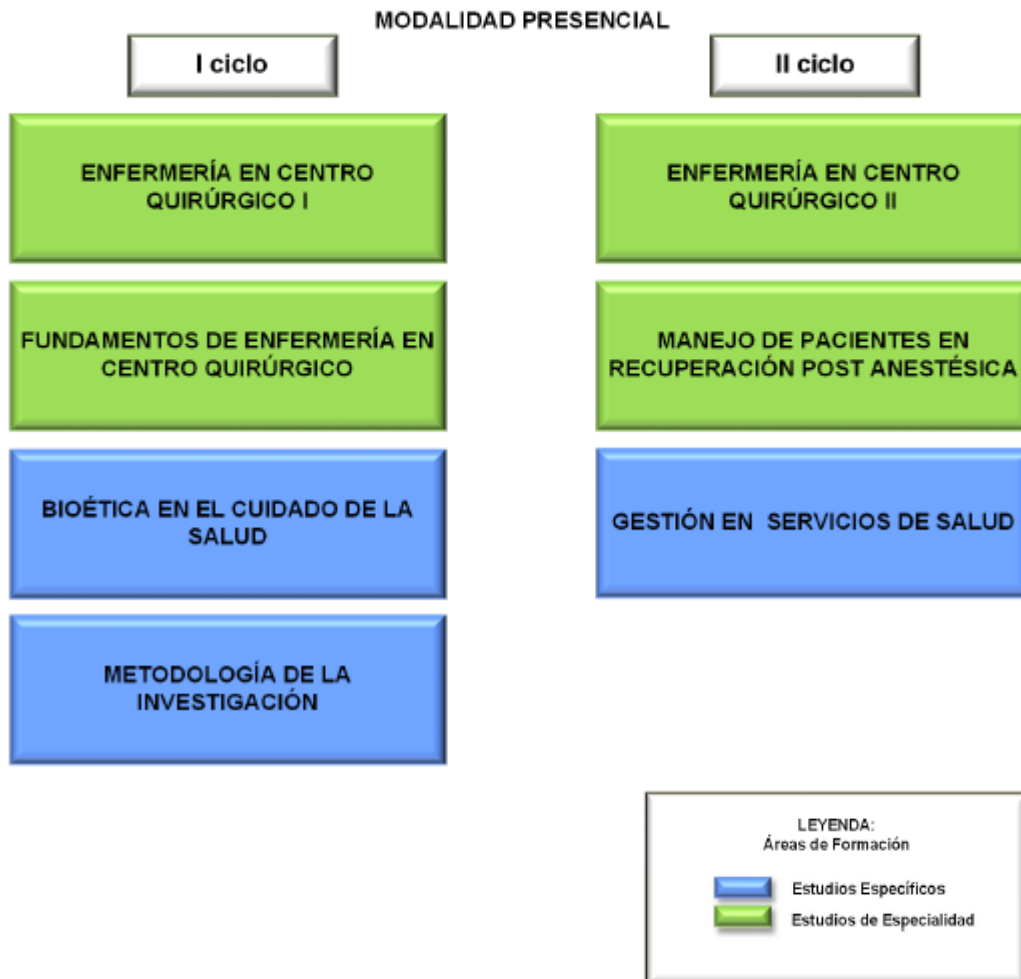 MODALIDAD PRESENCIAL
I ciclo
ENFERMERÍA EN CENTRO
QUIRÚRGICO I
FUNDAMENTOS DE ENFERMERÍA EN
CENTRO QUIRÚRGICO
BIOÉTICA EN EL CUIDADO DE LA
SALUD
METODOLOGÍA DE LA
INVESTIGACIÓN
II ciclo
ENFERMERÍA EN CENTRO
QUIRÚRGICO II
MANEJO DE PACIENTES EN
RECUPERACIÓN POST ANESTÉSICA
GESTIÓN EN SERVICIOS DE SALUD
LEYENDA:
Áreas de Formación
Estudios Específicos
Estudios de Especialidad